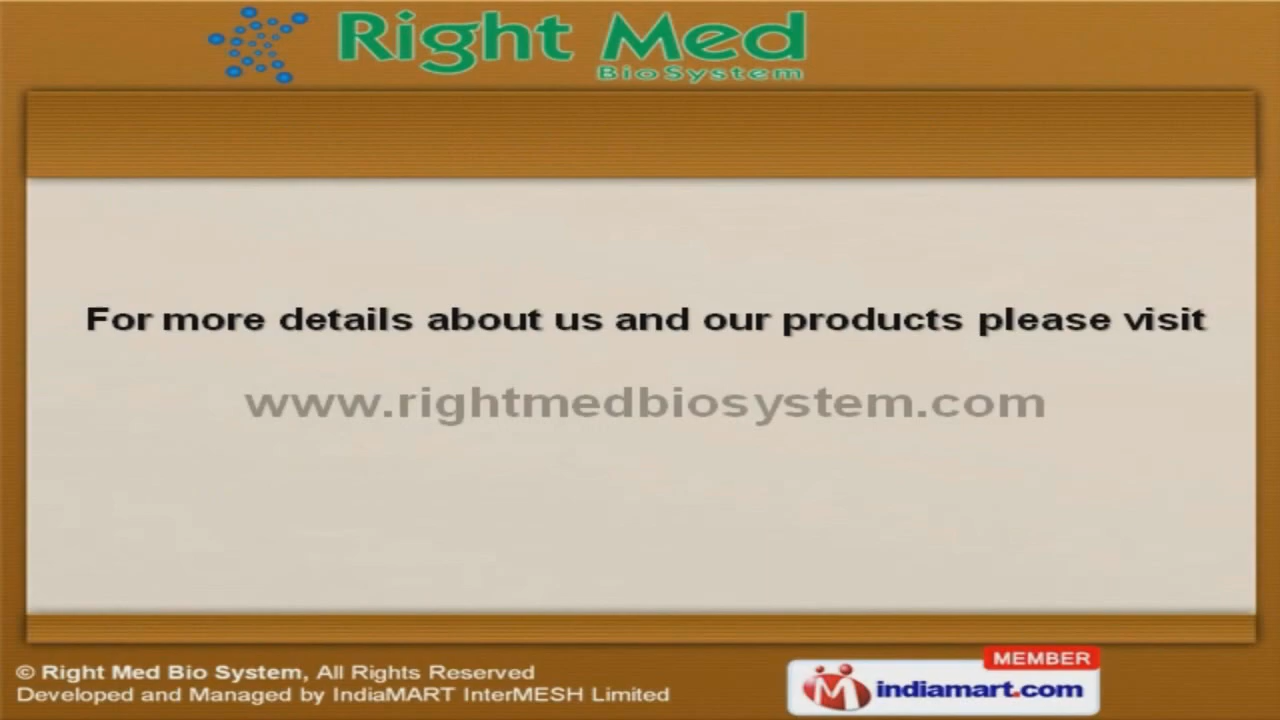 Right Med
BioSystem
For more details about us and our products please visit
www.rightmedbiosystem.com
© Right Med Bio System, All Rights Reserved
Developed and Managed by IndiaMART InterMESH Limited
MEMBER
indiamart.com